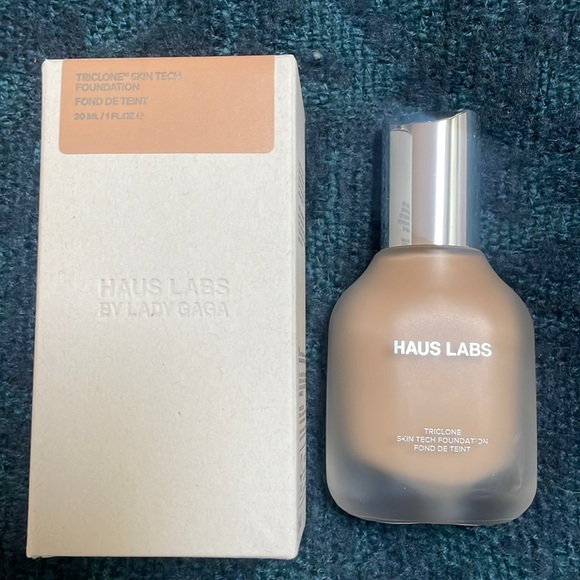 TRICLONE™ SKIN TECH
FOUNDATION
FOND DE TEINT
30 ML / 1 FL OZ ℮
HAUS LABS
BY LADY GAGA
HAUS LABS
TRICLONE
SKIN TECH FOUNDATION
FOND DE TEINT